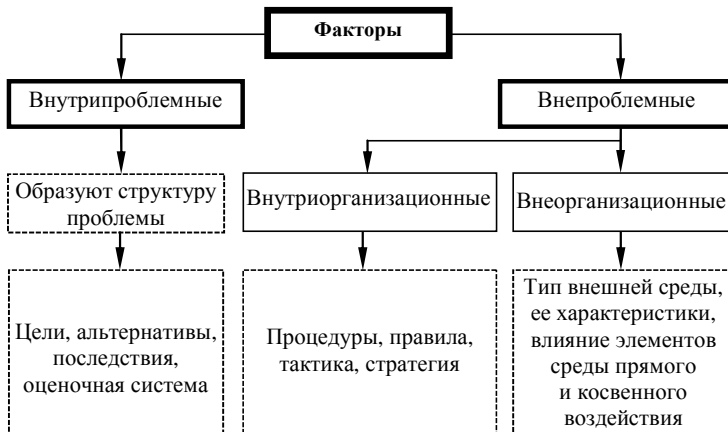 Факторы
Внутрипроблемные
Внепроблемные
Образуют структуру
проблемы
Внутриорганизационные
Внеорганизационные
Цели, альтернативы,
последствия,
оценочная система
Процедуры, правила,
тактика, стратегия
Тип внешней среды,
ее характеристики,
влияние элементов
среды прямого
и косвенного
воздействия